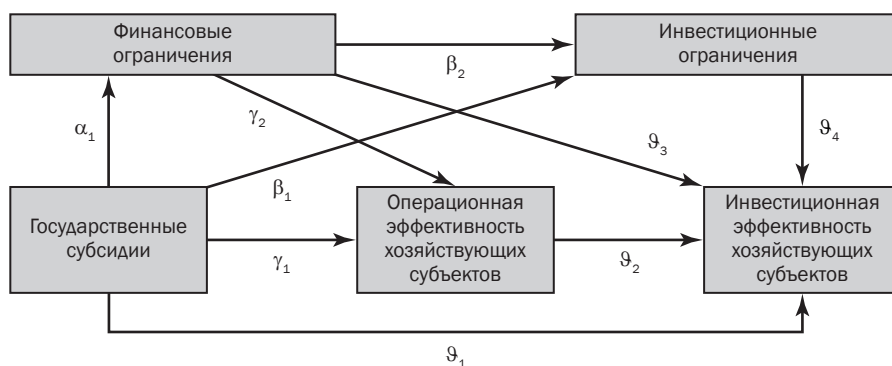 Финансовые
ограничения
Инвестиционные
ограничения
β₂
γ₂
α₁
ϑ₃
ϑ₄
β₁
Государственные
субсидии
Операционная
эффективность
хозяйствующих
субъектов
Инвестиционная
эффективность
хозяйствующих
субъектов
γ₁
ϑ₂
ϑ₁